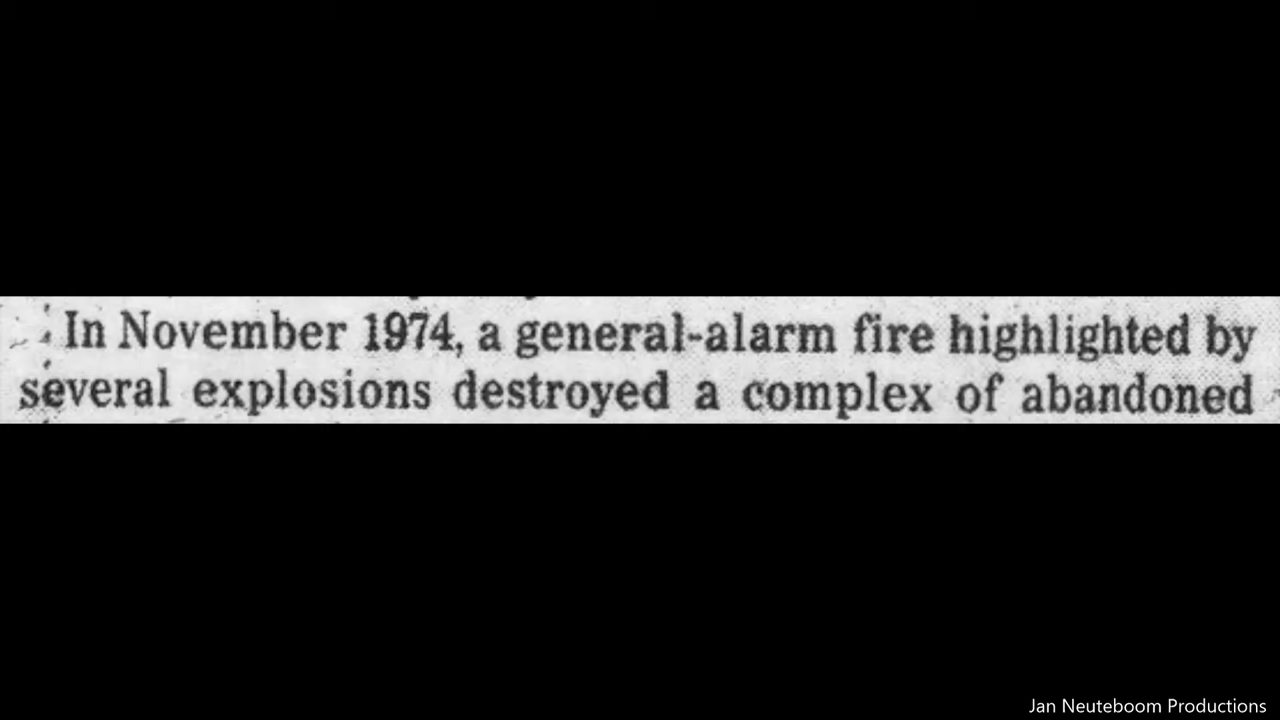 In November 1974, a general-alarm fire highlighted by
several explosions destroyed a complex of abandoned
Jan Neuteboom Productions